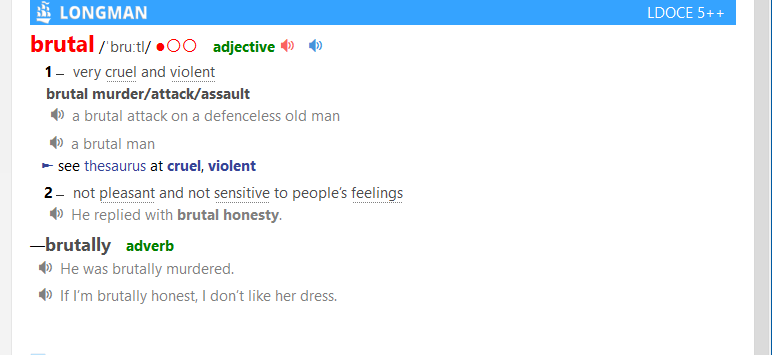 LONGMAN LDOCE 5++
brutal /ˈbruːtl/ ●○○ adjective
1 – very cruel and violent
brutal murder/attack/assault
a brutal attack on a defenceless old man
a brutal man
► see thesaurus at cruel, violent
2 – not pleasant and not sensitive to people’s feelings
He replied with brutal honesty.
—brutally adverb
He was brutally murdered.
If I’m brutally honest, I don’t like her dress.